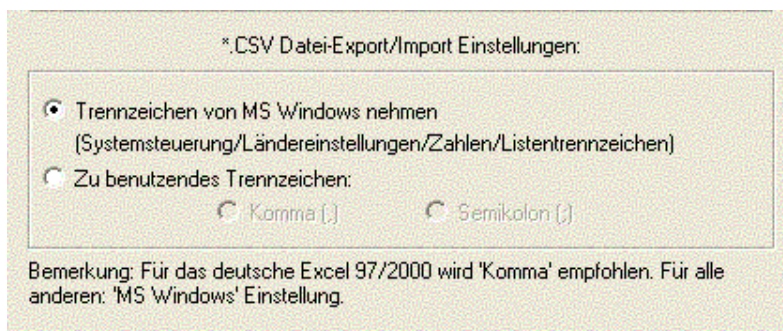 *.CSV Datei-Export/Import Einstellungen:
Trennzeichen von MS Windows nehmen
(Systemsteuerung/Ländereinstellungen/Zahlen/Listentrennzeichen)
Zu benutzendes Trennzeichen:
Komma (,) Semikolon (;)
Bemerkung: Für das deutsche Excel 97/2000 wird 'Komma' empfohlen. Für alle
anderen: 'MS Windows' Einstellung.